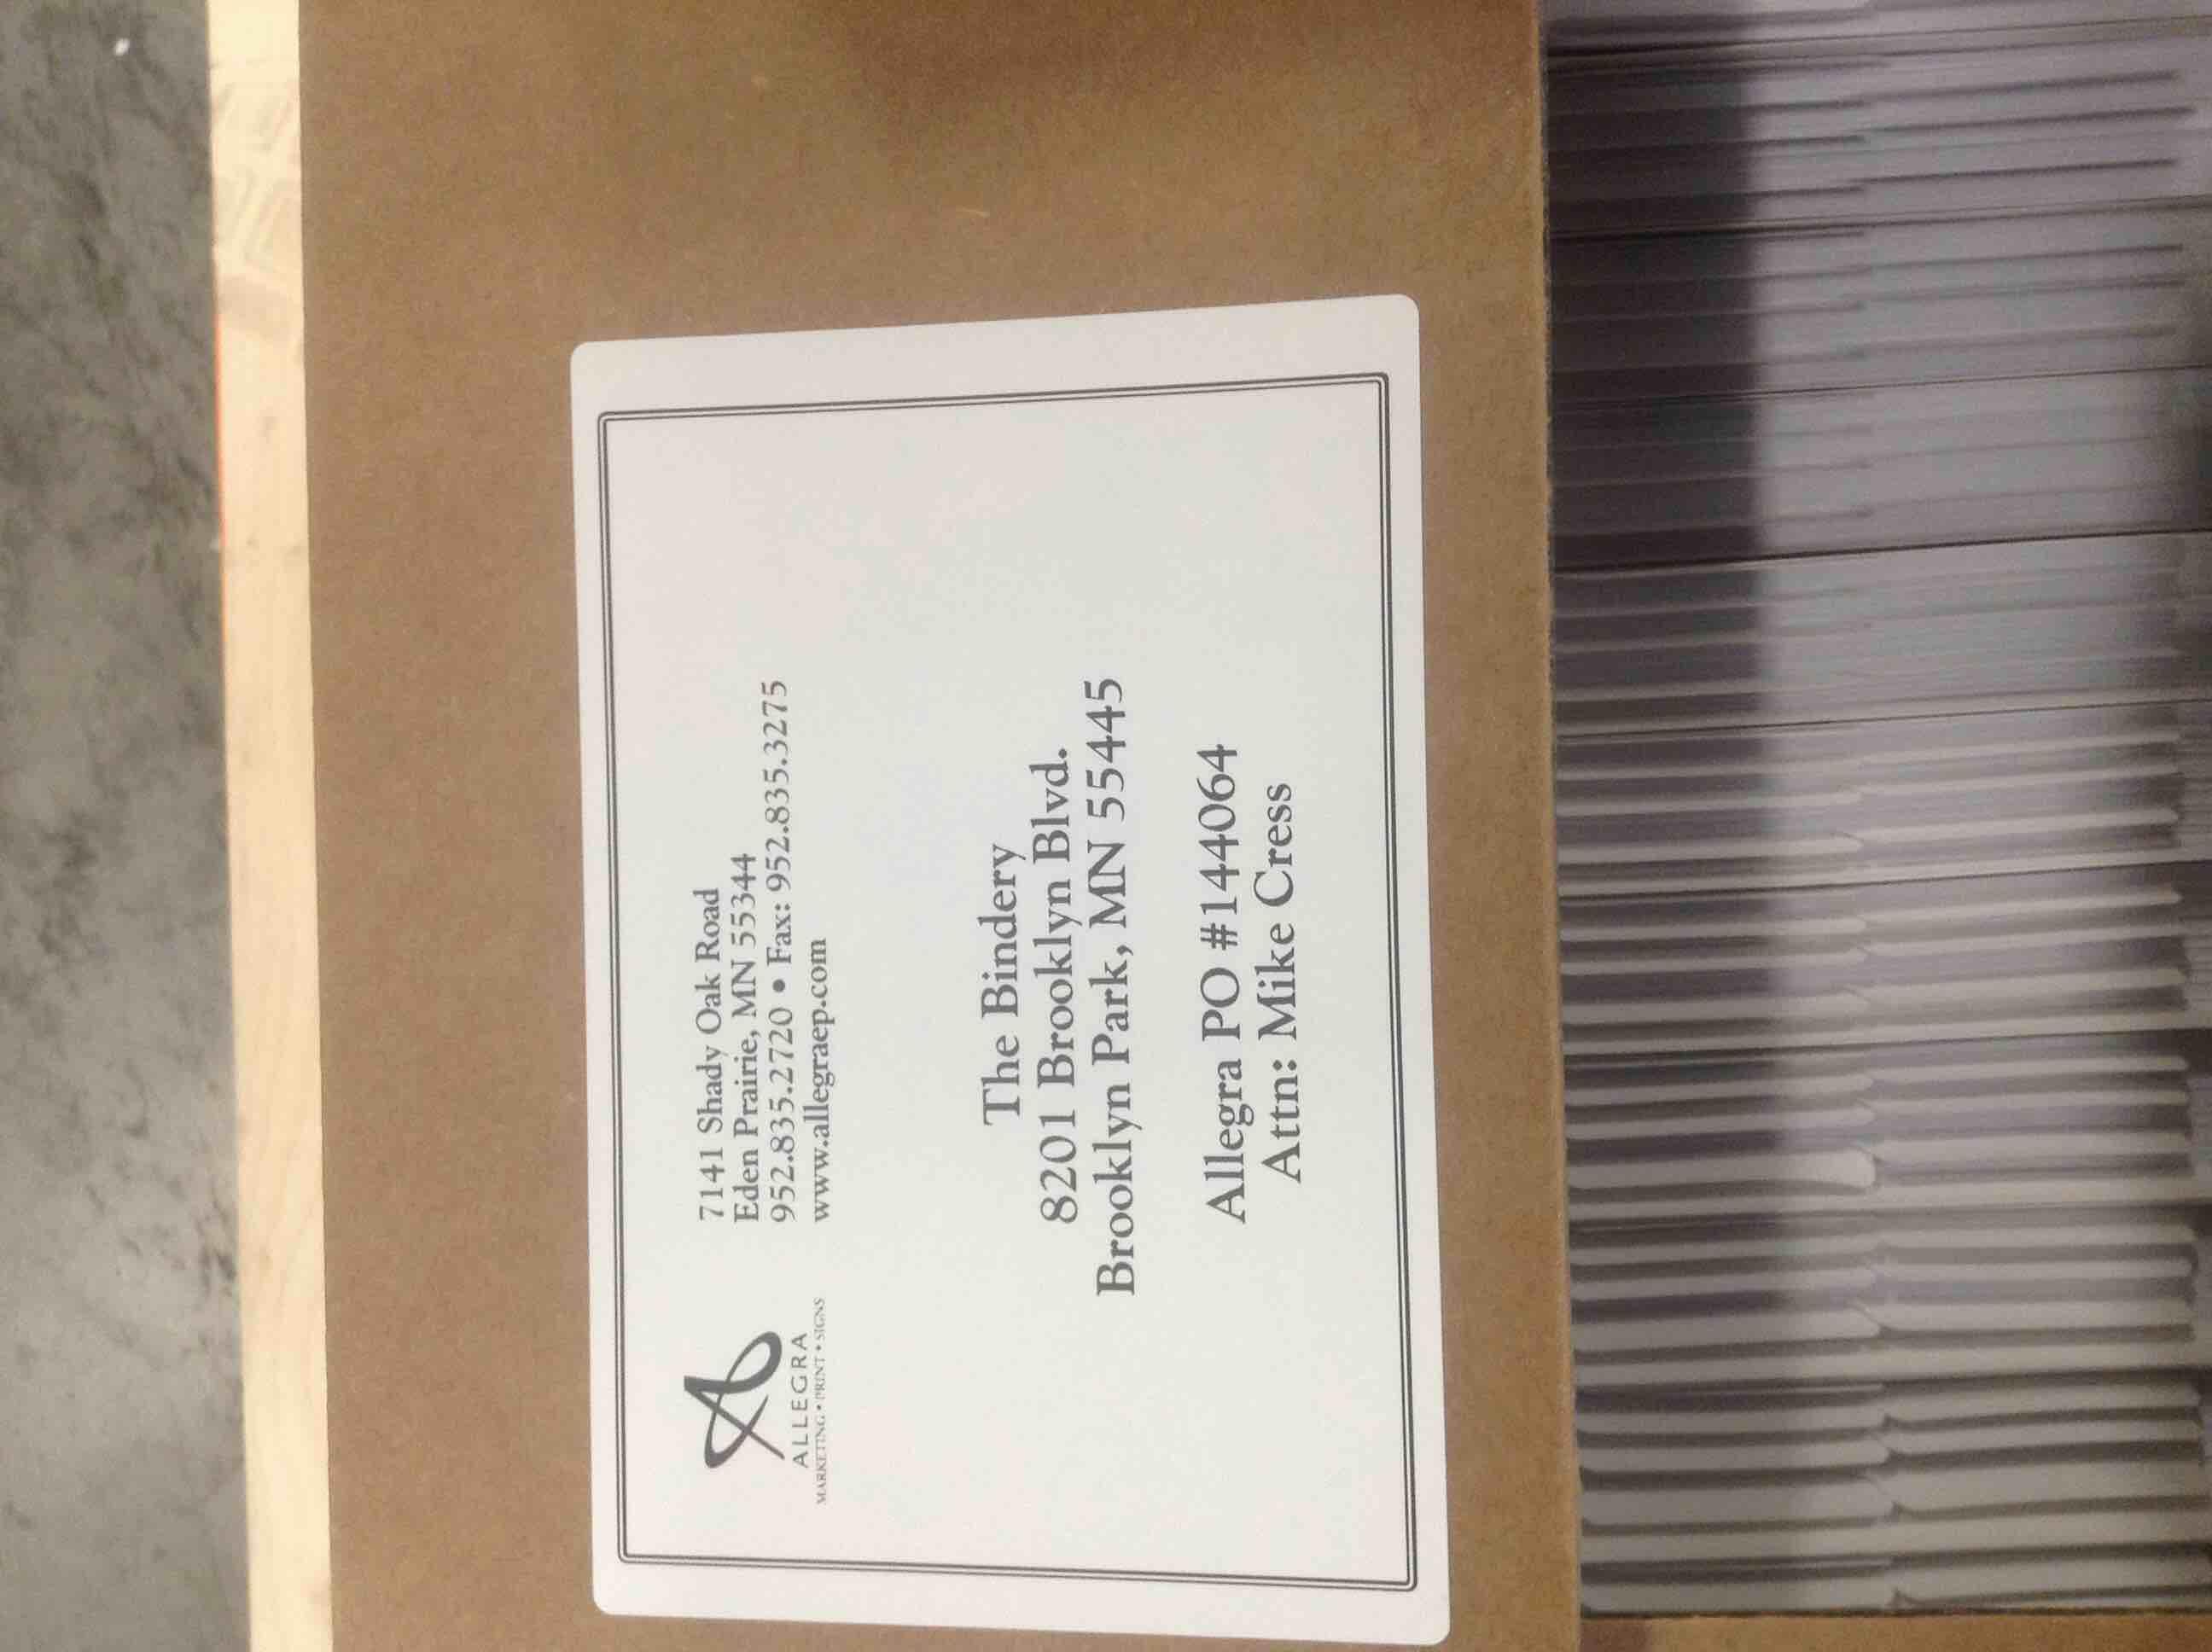 ALLEGRA
MARKETING • PRINT • SIGNS
7141 Shady Oak Road
Eden Prairie, MN 55344
952.835.2720 • Fax: 952.835.3275
www.allegraep.com
The Bindery
8201 Brooklyn Blvd.
Brooklyn Park, MN 55445
Allegra PO #144064
Attn: Mike Cress